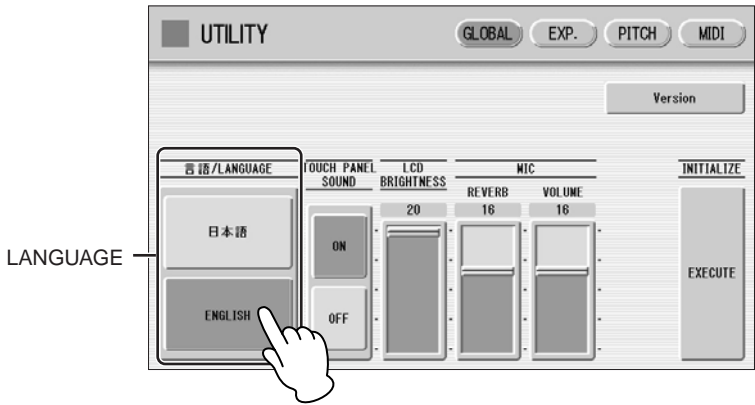 UTILITY
GLOBAL
EXP.
PITCH
MIDI
Version
言語/LANGUAGE
TOUCH PANEL
SOUND
LCD
BRIGHTNESS
MIC
INITIALIZE
REVERB
VOLUME
20
16
16
日本語
ON
LANGUAGE
EXECUTE
ENGLISH
OFF